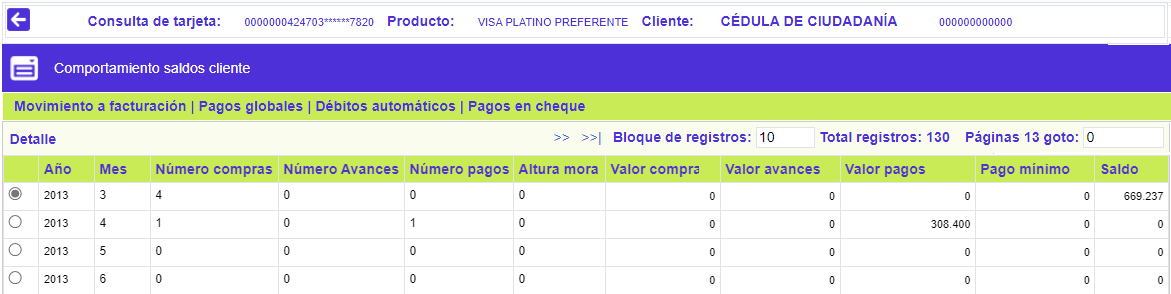 Consulta de tarjeta: 0000000424703******7820 Producto: VISA PLATINO PREFERENTE Cliente: CÉDULA DE CIUDADANÍA 000000000000
Comportamiento saldos cliente
Movimiento a facturación | Pagos globales | Débitos automáticos | Pagos en cheque
Detalle >> >>| Bloque de registros: 10 Total registros: 130 Páginas 13 goto: 0
Año Mes Número compras Número Avances Número pagos Altura mora Valor compra Valor avances Valor pagos Pago mínimo Saldo
2013 3 4 0 0 0 0 0 0 0 669.237
2013 4 1 0 1 0 0 0 308.400 0 0
2013 5 0 0 0 0 0 0 0 0 0
2013 6 0 0 0 0 0 0 0 0 0